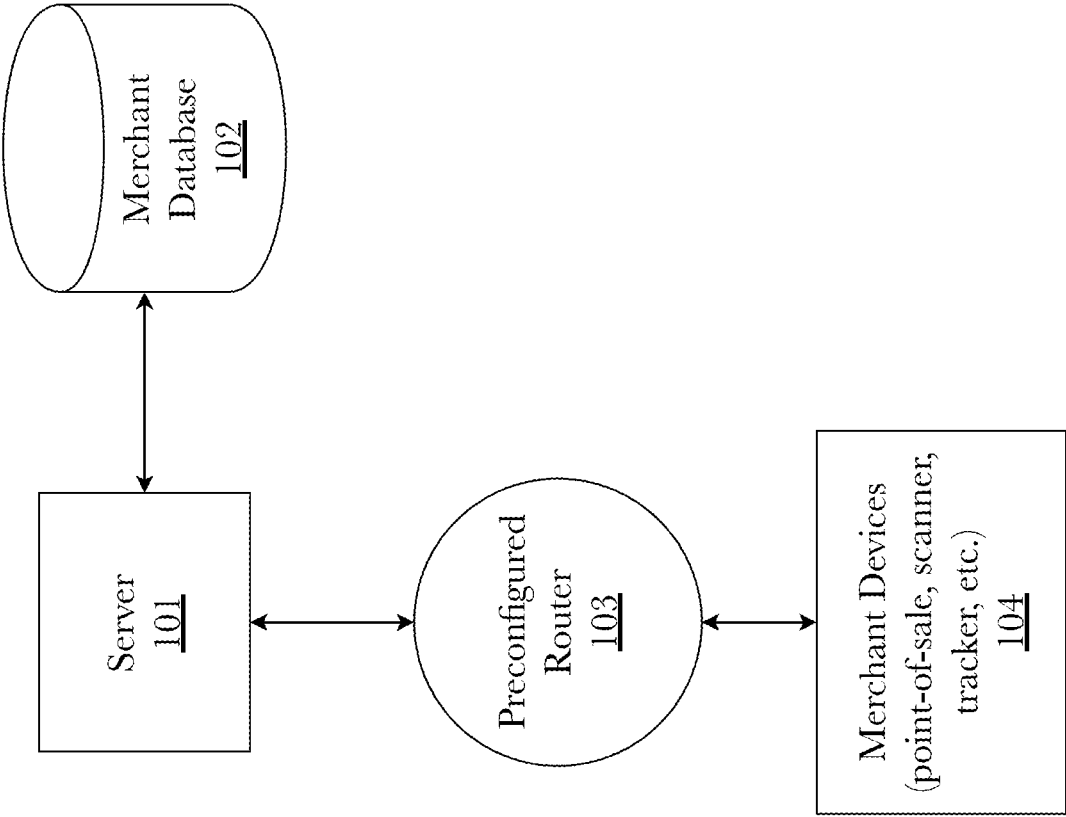 Server
101
Merchant
Database
102
Preconfigured
Router
103
Merchant Devices
(point-of-sale, scanner,
tracker, etc.)
104